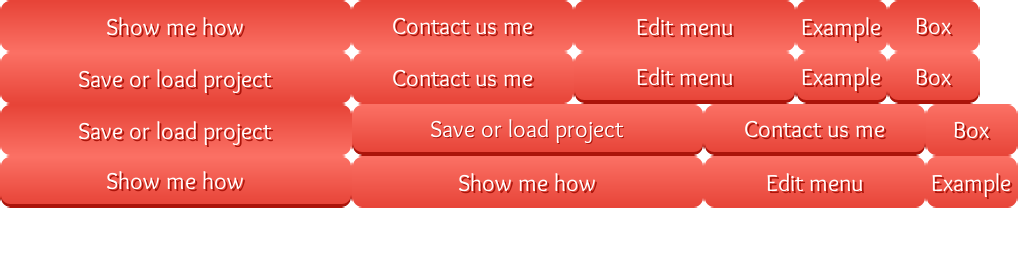 Show me how Contact us me Edit menu Example Box
Save or load project Contact us me Edit menu Example Box
Save or load project Save or load project Contact us me Box
Show me how Show me how Edit menu Example